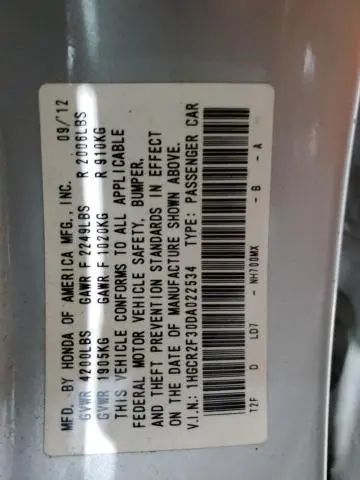 MFD. BY HONDA OF AMERICA MFG., INC. 09/12
GVWR 4200LBS GAWR F 2249LBS R 2006LBS
GVWR 1905KG GAWR F 1020KG R 910KG
THIS VEHICLE CONFORMS TO ALL APPLICABLE
FEDERAL MOTOR VEHICLE SAFETY, BUMPER,
AND THEFT PREVENTION STANDARDS IN EFFECT
ON THE DATE OF MANUFACTURE SHOWN ABOVE.
V.I.N.: 1HGCR2F30DA022534 TYPE: PASSENGER CAR
T2F D LD7 - NH700MX - B - A